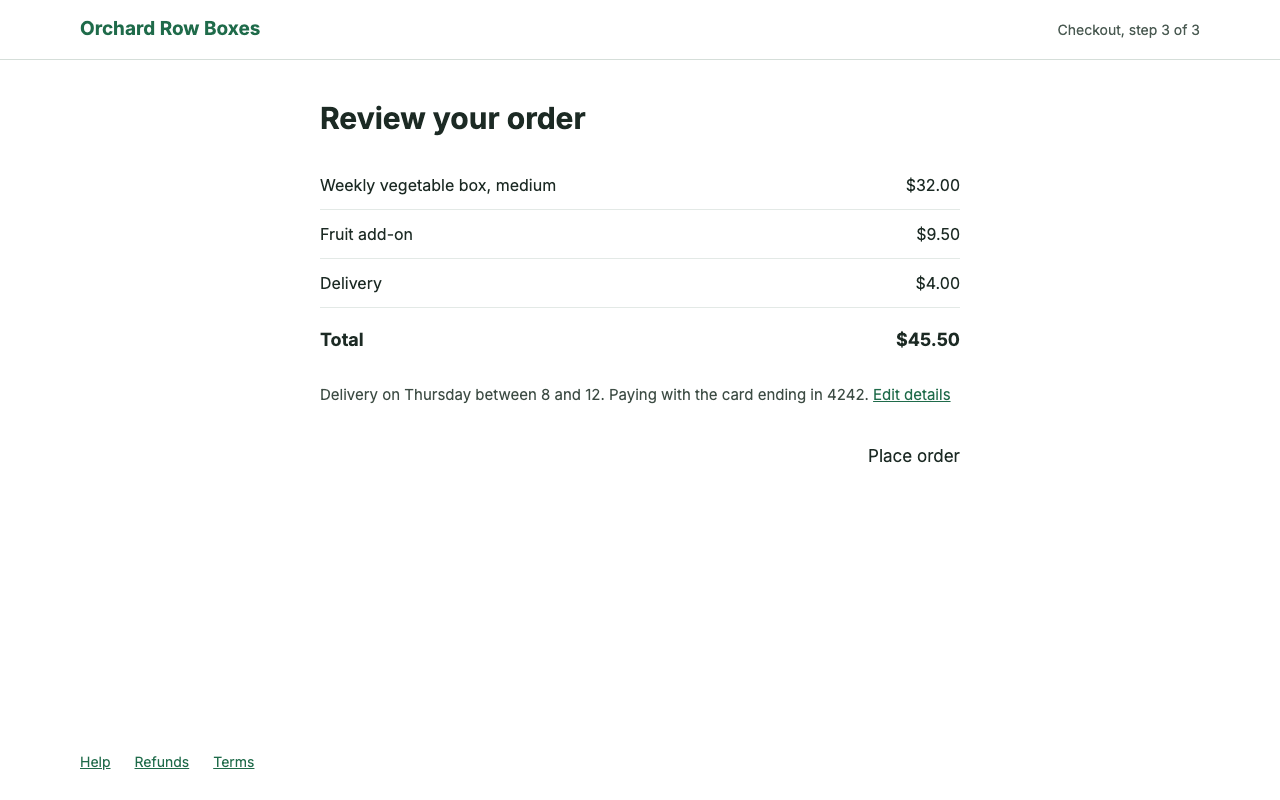 Orchard Row Boxes
Checkout, step 3 of 3
Review your order
Weekly vegetable box, medium $32.00
Fruit add-on $9.50
Delivery $4.00
Total $45.50
Delivery on Thursday between 8 and 12. Paying with the card ending in 4242. Edit details
Place order
Help Refunds Terms